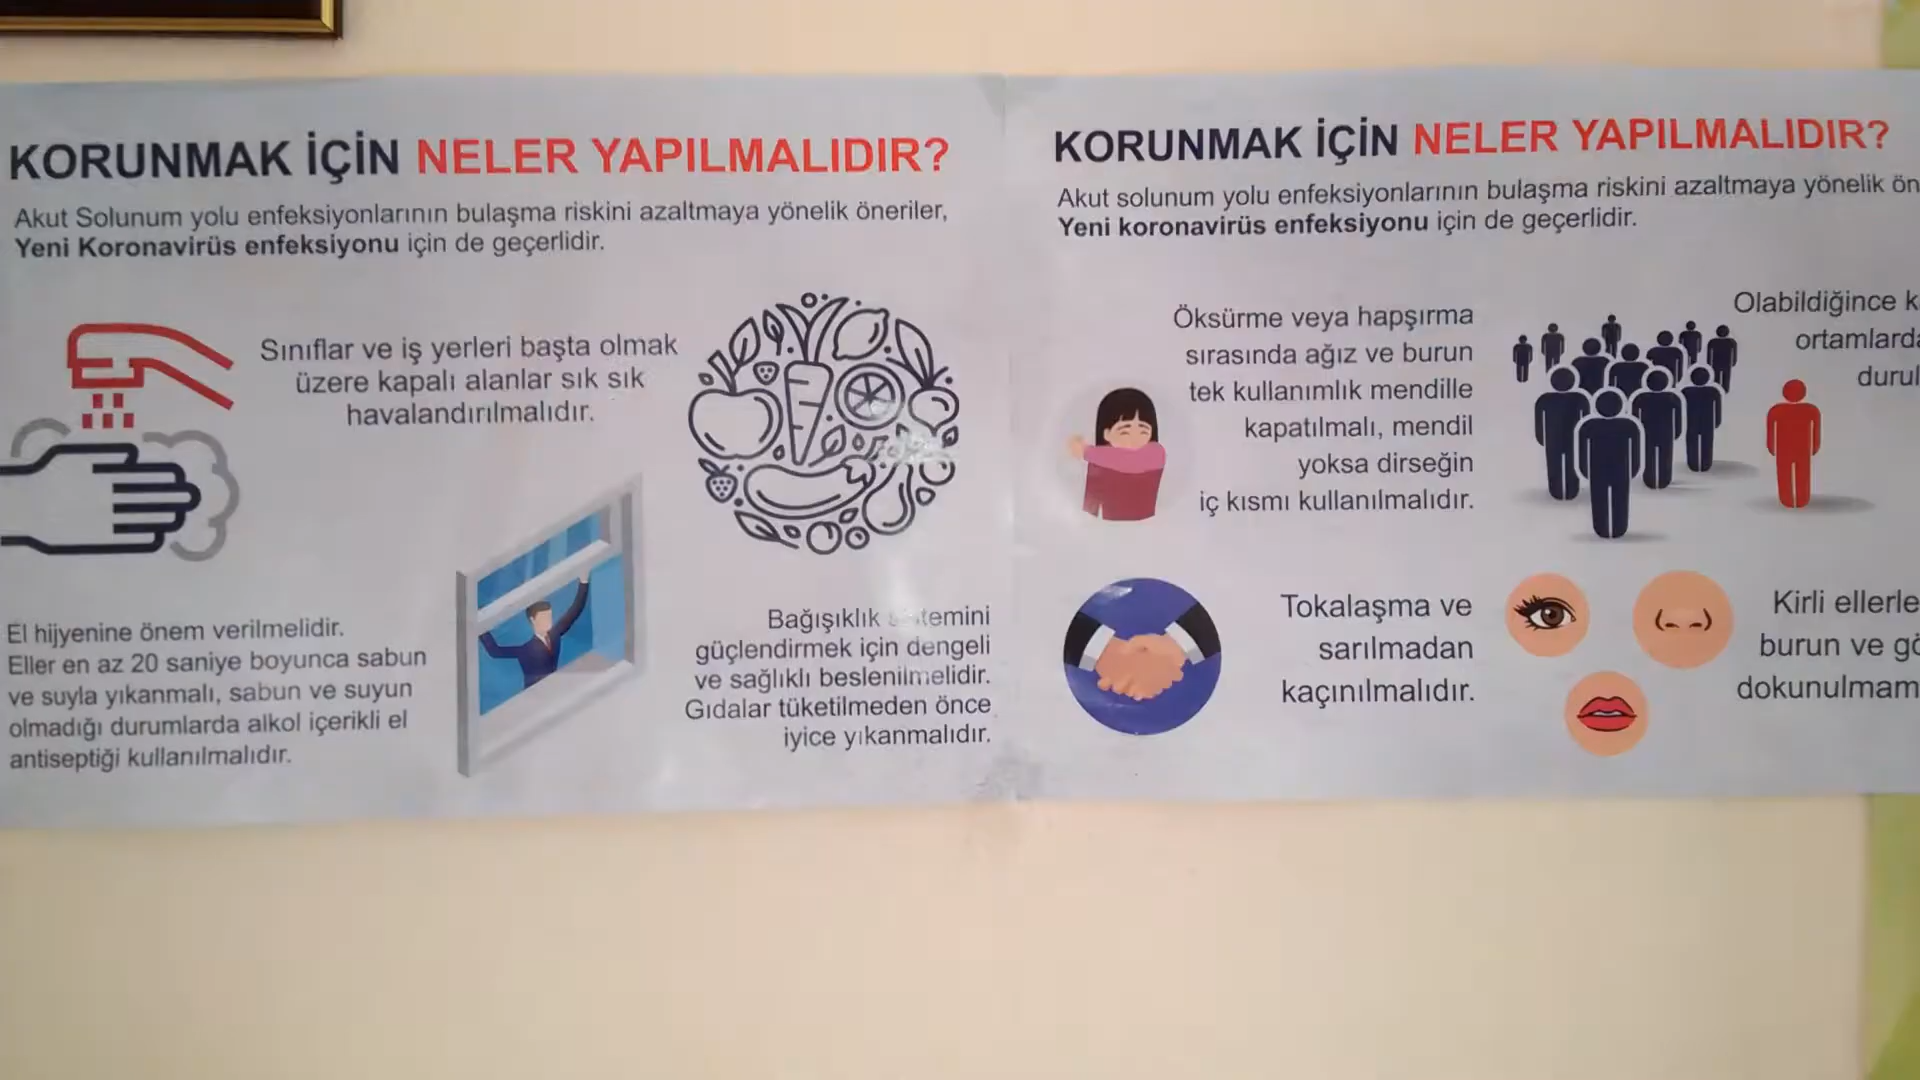 KORUNMAK İÇİN NELER YAPILMALIDIR?
Akut Solunum yolu enfeksiyonlarının bulaşma riskini azaltmaya yönelik öneriler,
Yeni Koronavirüs enfeksiyonu için de geçerlidir.
Sınıflar ve iş yerleri başta olmak
üzere kapalı alanlar sık sık
havalandırılmalıdır.
El hijyenine önem verilmelidir.
Eller en az 20 saniye boyunca sabun
ve suyla yıkanmalı, sabun ve suyun
olmadığı durumlarda alkol içerikli el
antiseptiği kullanılmalıdır.
Bağışıklık
güçlendirmek için dengeli
ve sağlıklı beslenilmelidir.
Gıdalar tüketilmeden önce
iyice yıkanmalıdır.
KORUNMAK İÇİN NELER YAPILMALIDIR?
Akut solunum yolu enfeksiyonlarının bulaşma riskini azaltmaya yönelik
Yeni koronavirüs enfeksiyonu için de geçerlidir.
Öksürme veya hapşırma
sırasında ağız ve burun
tek kullanımlık mendille
kapatılmalı, mendil
yoksa dirseğin
iç kısmı kullanılmalıdır.
Olabildiğince
Tokalaşma ve
sarılmadan
kaçınılmalıdır.
Kirli ellerle
burun ve